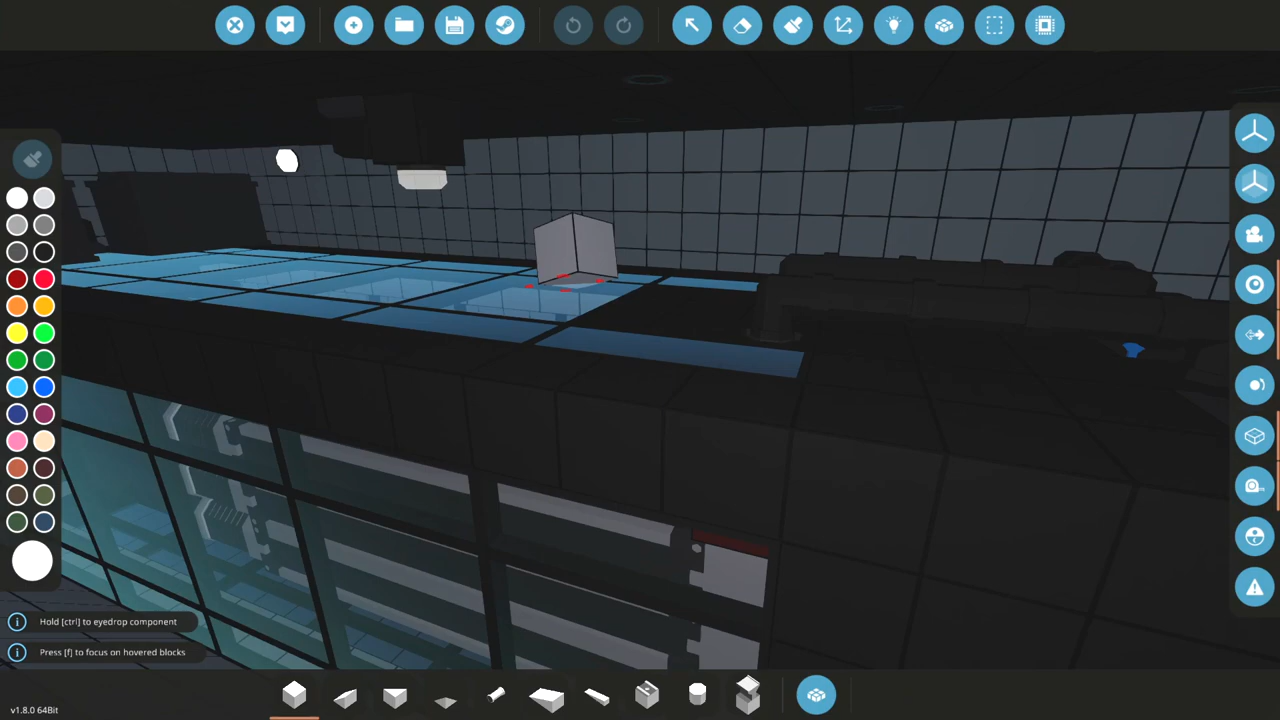 Hold [ctrl] to eyedrop component
Press [f] to focus on hovered blocks
v1.8.0 64Bit